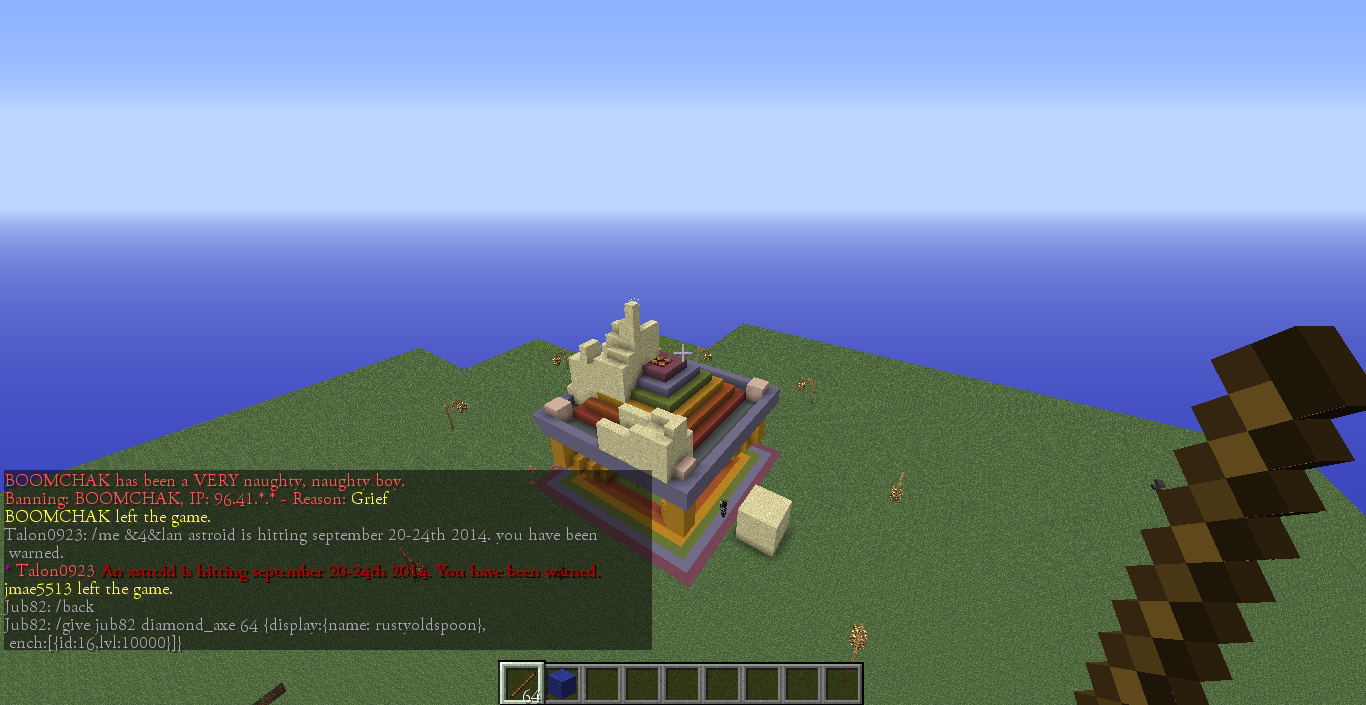 BOOMCHAK has been a VERY naughty, naughty boy.
Banning: BOOMCHAK, IP: 96.41.*.* - Reason: Grief
BOOMCHAK left the game.
Talon0923: /me &4&lan astroid is hitting september 20-24th 2014. you have been
warned.
* Talon0923 An astroid is hitting september 20-24th 2014. You have been warned.
jmae5513 left the game.
Jub82: /back
Jub82: /give jub82 diamond_axe 64 {display:{name: rustyoldspoon},
ench:[{id:16,lvl:10000}]}
64